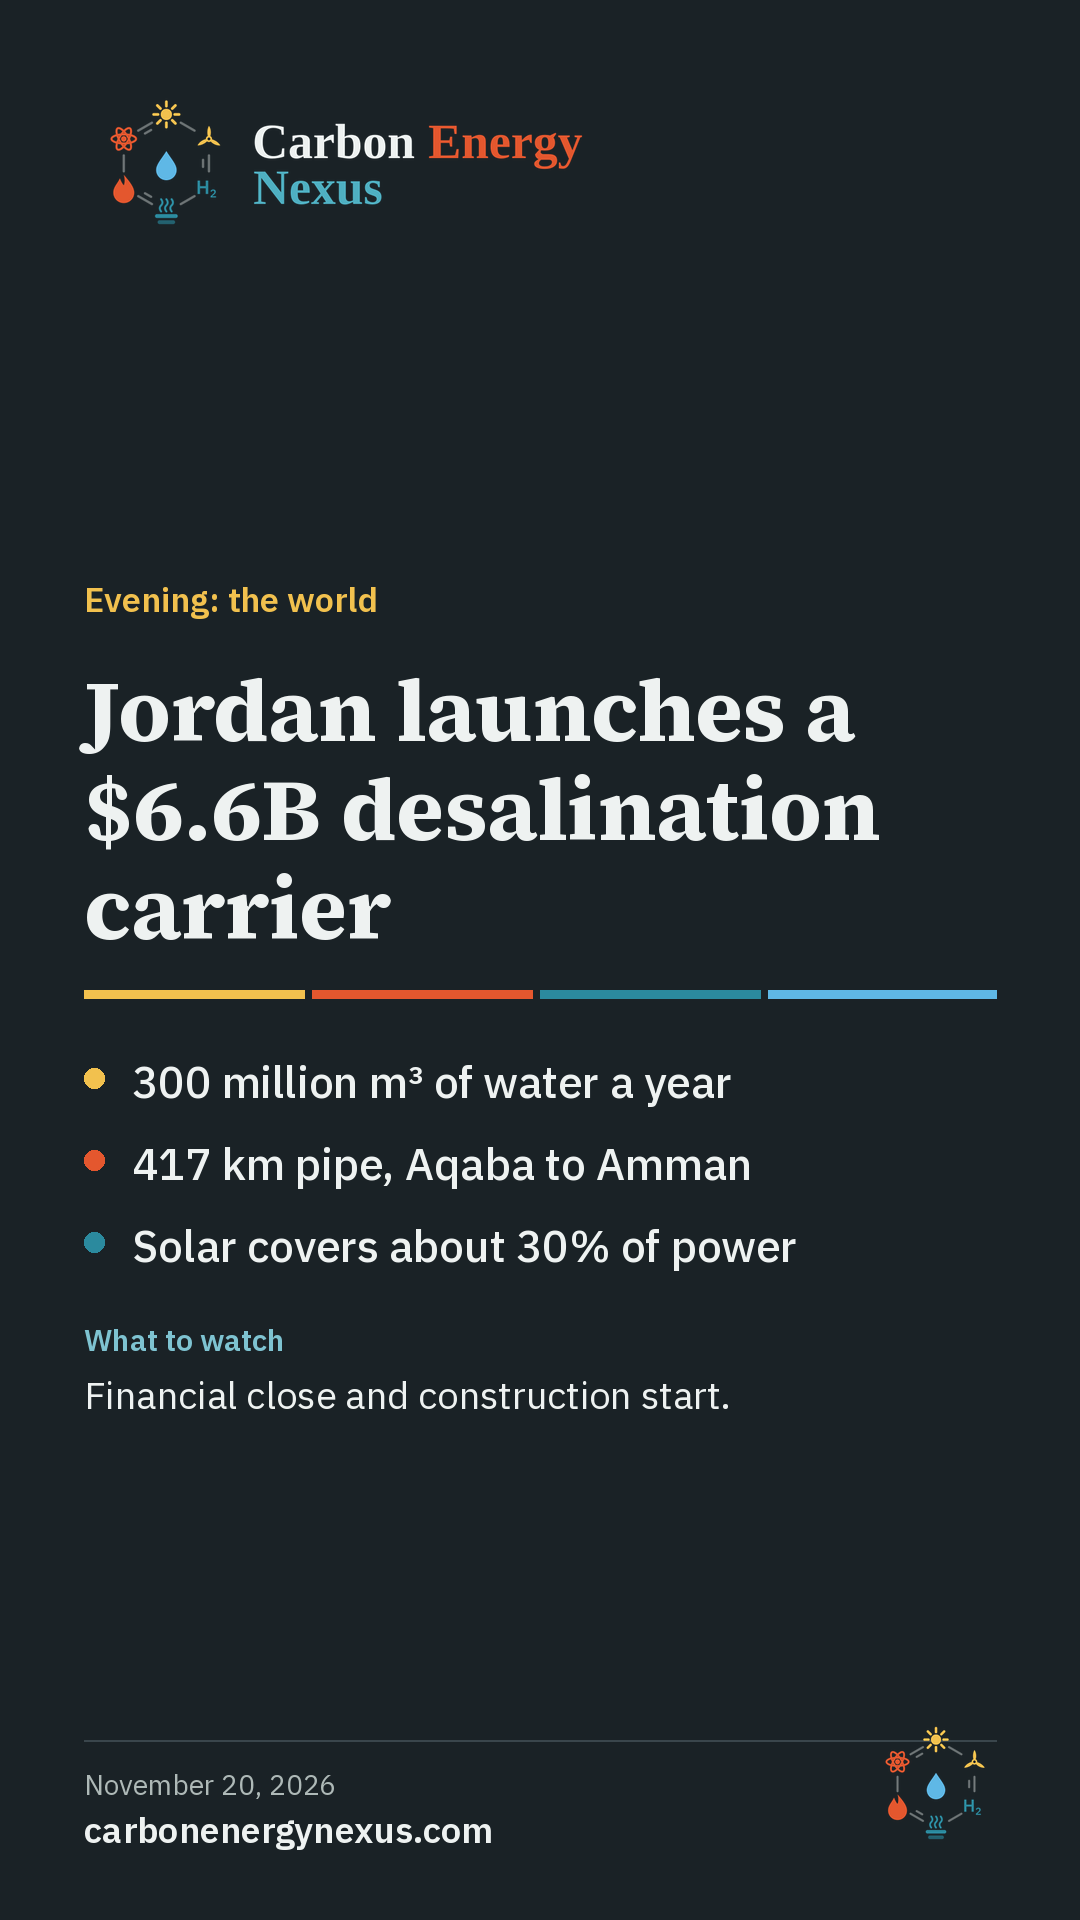 Carbon Energy
Nexus
H₂
Evening: the world
Jordan launches a
$6.6B desalination
carrier
300 million m³ of water a year
417 km pipe, Aqaba to Amman
Solar covers about 30% of power
What to watch
Financial close and construction start.
November 20, 2026
carbonenergynexus.com
H₂